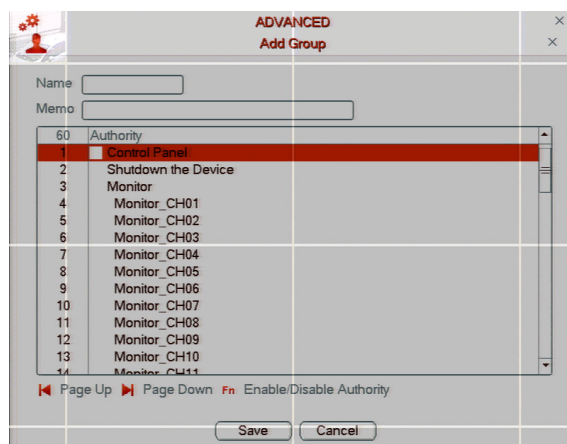 ADVANCED
Add Group
Name
Memo
60 Authority
1 Control Panel
2 Shutdown the Device
3 Monitor
4 Monitor_CH01
5 Monitor_CH02
6 Monitor_CH03
7 Monitor_CH04
8 Monitor_CH05
9 Monitor_CH06
10 Monitor_CH07
11 Monitor_CH08
12 Monitor_CH09
13 Monitor_CH10
14 Monitor_CH11
Page Up Page Down Fn Enable/Disable Authority
Save Cancel